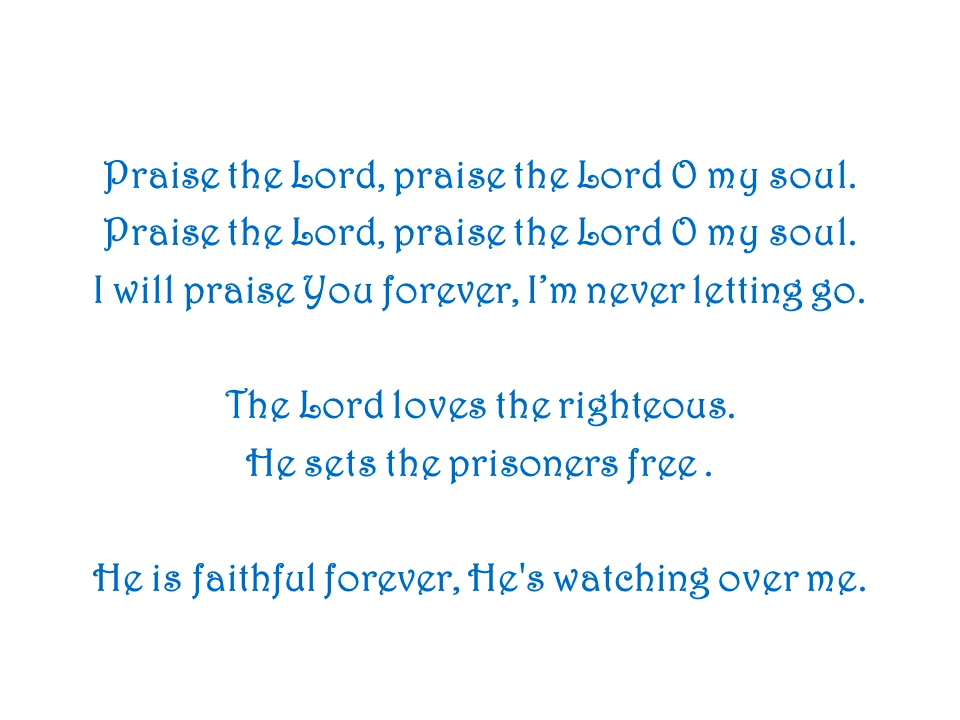 Praise the Lord, praise the Lord O my soul.
Praise the Lord, praise the Lord O my soul.
I will praise You forever, I’m never letting go.
The Lord loves the righteous.
He sets the prisoners free .
He is faithful forever, He's watching over me.